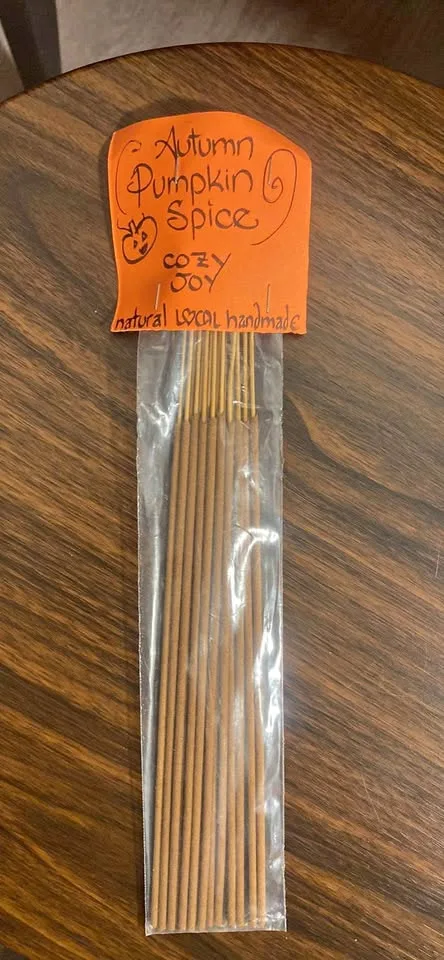 Autumn
Pumpkin
Spice
cozy
Joy
natural LOCAL handmade